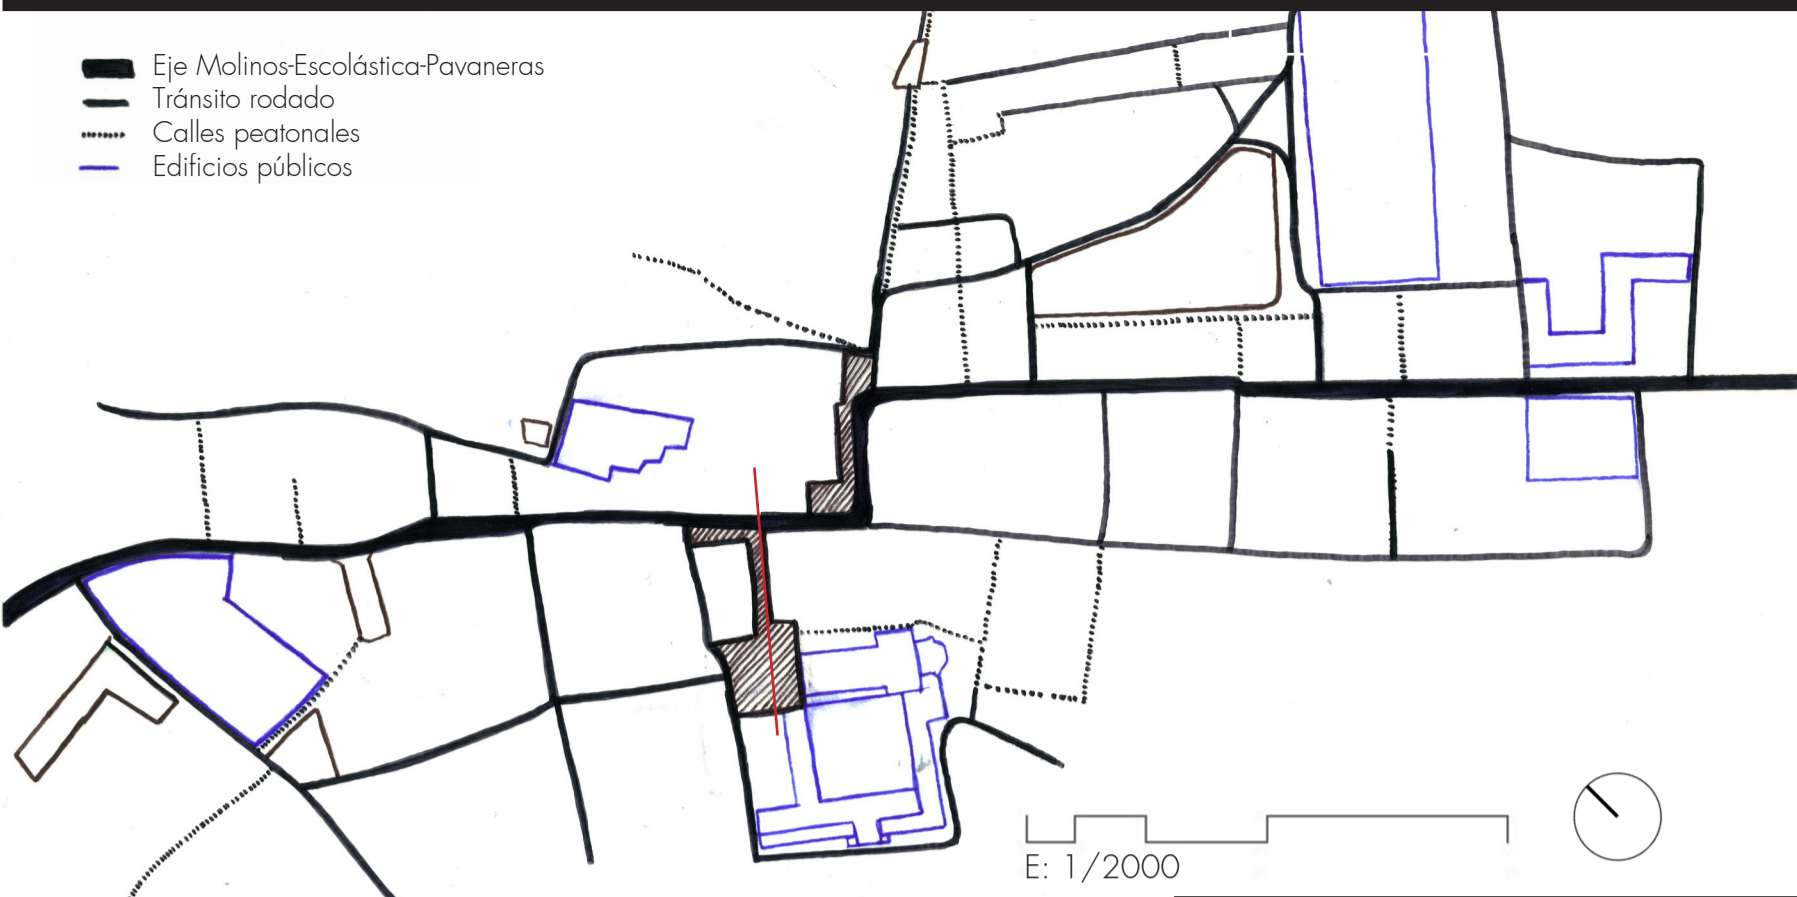 Eje Molinos-Escolástica-Pavaneras
Tránsito rodado
Calles peatonales
Edificios públicos
E: 1/2000